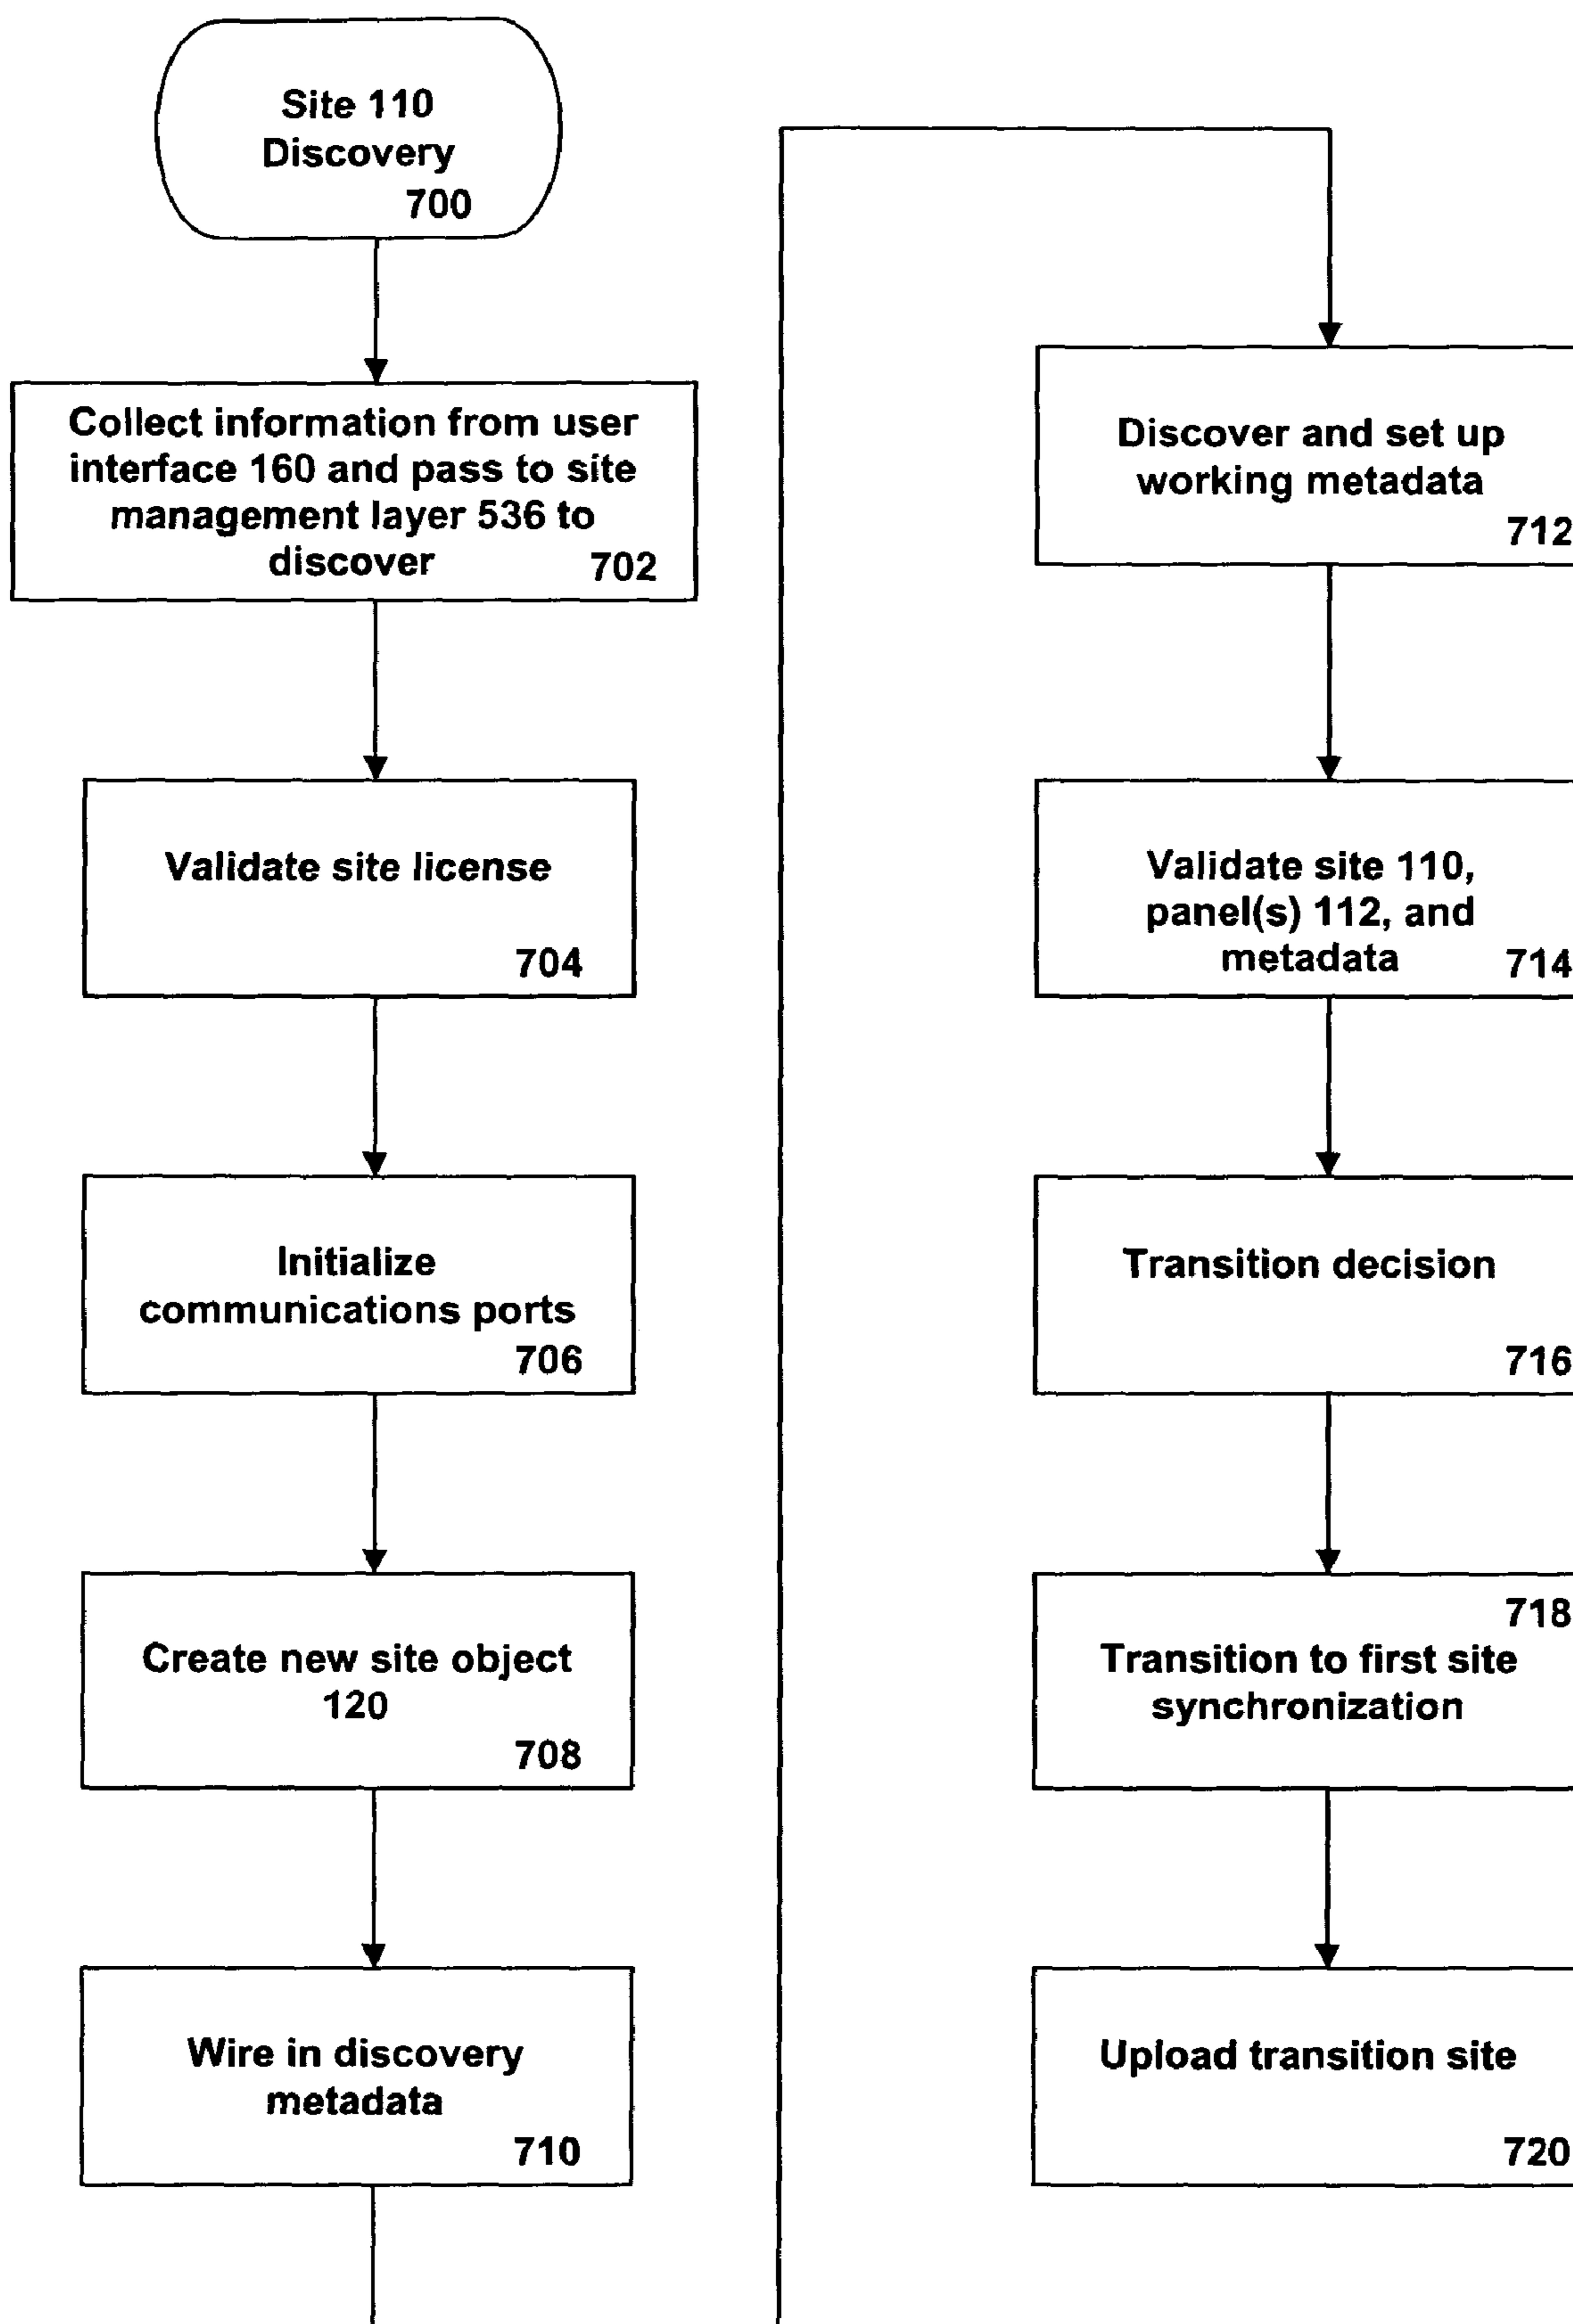 Site 110
Discovery
700
Collect information from user
interface 160 and pass to site
management layer 536 to
discover 702
Validate site license
704
Initialize
communications ports
706
Create new site object
120
708
Wire in discovery
metadata
710
Discover and set up
working metadata
712
Validate site 110,
panel(s) 112, and
metadata 714
Transition decision
716
718
Transition to first site
synchronization
Upload transition site
720